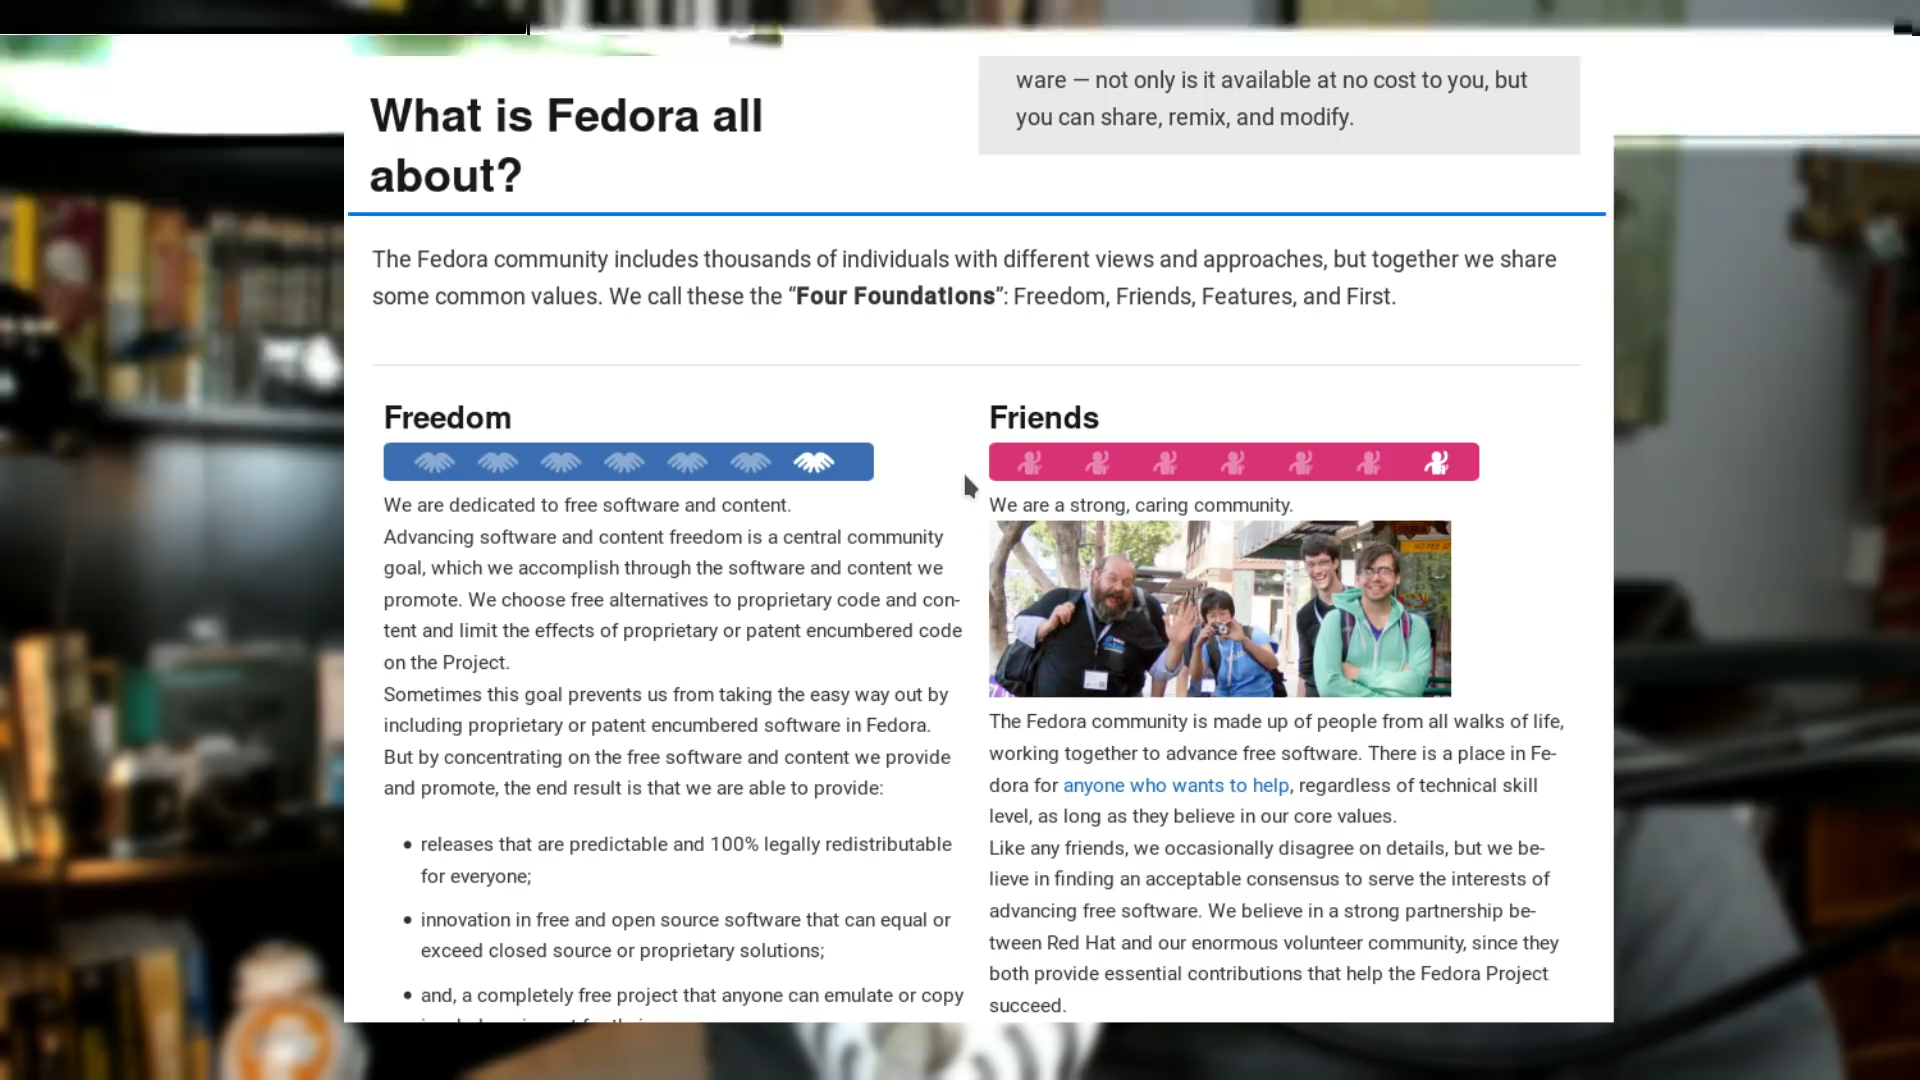 ware — not only is it available at no cost to you, but
you can share, remix, and modify.
What is Fedora all
about?
The Fedora community includes thousands of individuals with different views and approaches, but together we share
some common values. We call these the “Four Foundations”: Freedom, Friends, Features, and First.
Freedom
We are dedicated to free software and content.
Advancing software and content freedom is a central community
goal, which we accomplish through the software and content we
promote. We choose free alternatives to proprietary code and con-
tent and limit the effects of proprietary or patent encumbered code
on the Project.
Sometimes this goal prevents us from taking the easy way out by
including proprietary or patent encumbered software in Fedora.
But by concentrating on the free software and content we provide
and promote, the end result is that we are able to provide:
• releases that are predictable and 100% legally redistributable
for everyone;
• innovation in free and open source software that can equal or
exceed closed source or proprietary solutions;
• and, a completely free project that anyone can emulate or copy
Friends
We are a strong, caring community.
The Fedora community is made up of people from all walks of life,
working together to advance free software. There is a place in Fe-
dora for anyone who wants to help, regardless of technical skill
level, as long as they believe in our core values.
Like any friends, we occasionally disagree on details, but we be-
lieve in finding an acceptable consensus to serve the interests of
advancing free software. We believe in a strong partnership be-
tween Red Hat and our enormous volunteer community, since they
both provide essential contributions that help the Fedora Project
succeed.